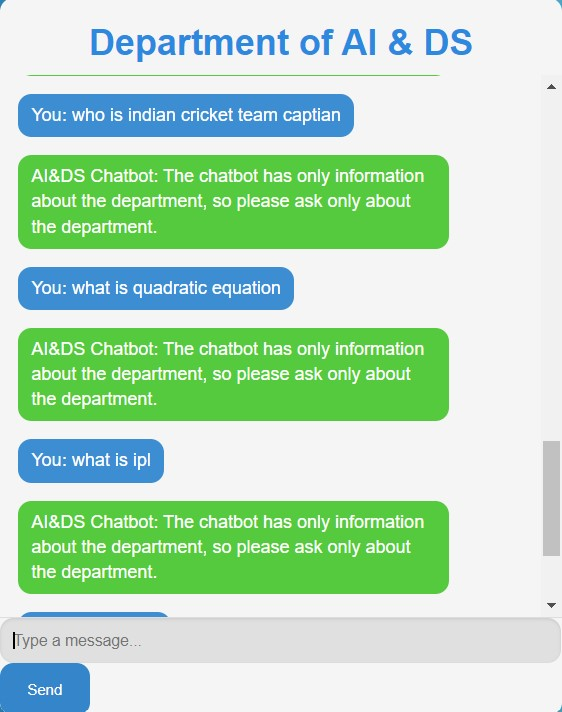 Department of AI & DS
You: who is indian cricket team captian
AI&DS Chatbot: The chatbot has only information
about the department, so please ask only about
the department.
You: what is quadratic equation
AI&DS Chatbot: The chatbot has only information
about the department, so please ask only about
the department.
You: what is ipl
AI&DS Chatbot: The chatbot has only information
about the department, so please ask only about
the department.
Type a message...
Send